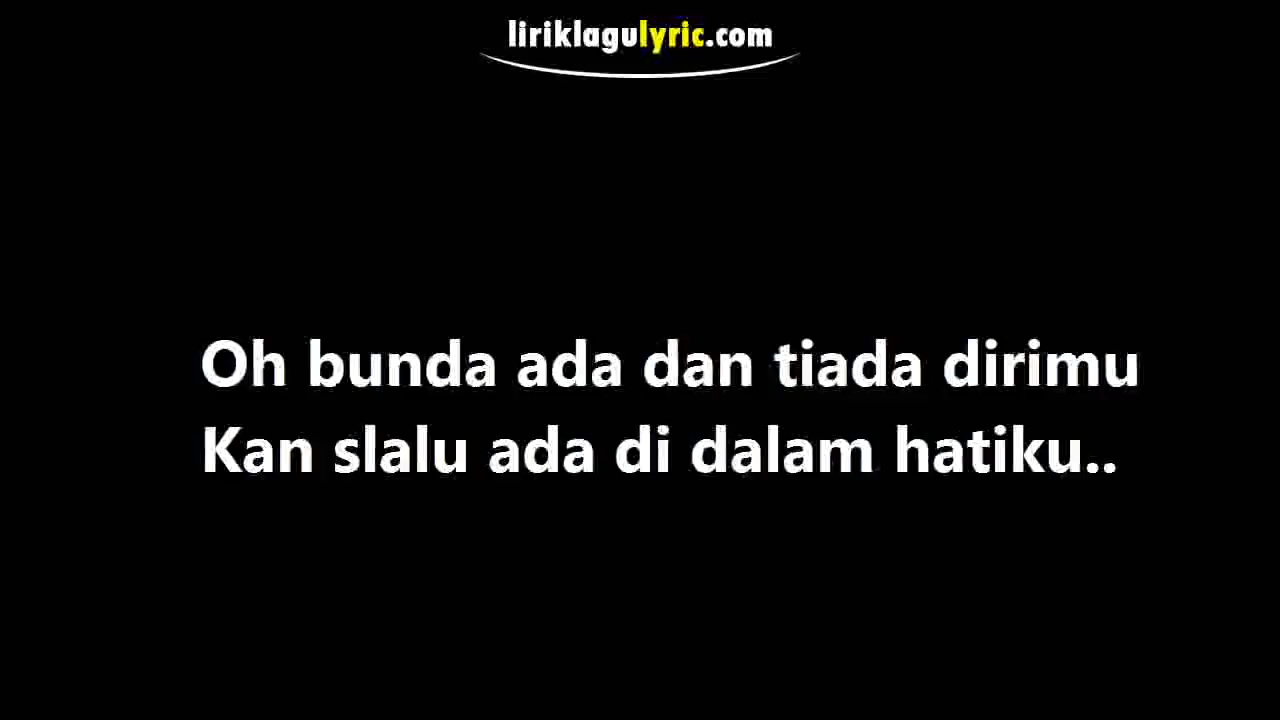 liriklagulyric.com
Oh bunda ada dan tiada dirimu
Kan slalu ada di dalam hatiku..